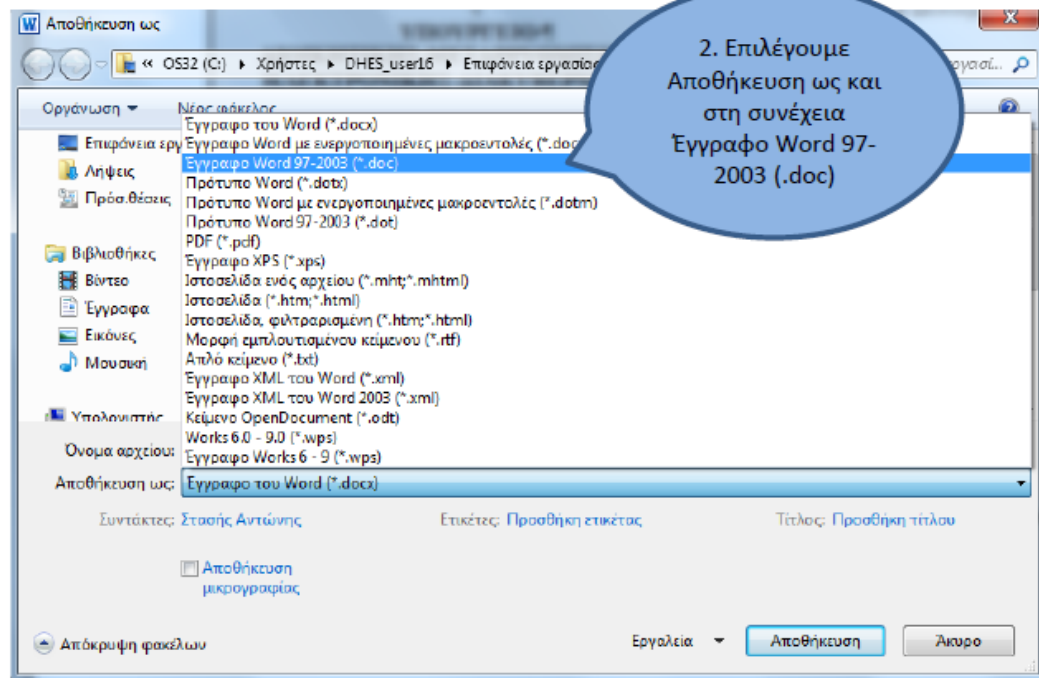 Αποθήκευση ως
« OS32 (C:) ▸ Χρήστες ▸ DHES_user16 ▸ Επιφάνεια εργασίας
2. Επιλέγουμε
Αποθήκευση ως και
στη συνέχεια
Έγγραφο Word 97-
2003 (.doc)
Οργάνωση
Νέος φάκελος
Επιφάνεια εργ
Λήψεις
Πρόσ.θέσεις
Βιβλιοθήκες
Βίντεο
Έγγραφα
Εικόνες
Μουσική
Υπολογιστής
Έγγραφο του Word (*.docx)
Έγγραφο Word με ενεργοποιημένες μακροεντολές (*.doc
Έγγραφο Word 97-2003 (*.doc)
Πρότυπο Word (*.dotx)
Πρότυπο Word με ενεργοποιημένες μακροεντολές (*.dotm)
Πρότυπο Word 97-2003 (*.dot)
PDF (*.pdf)
Έγγραφο XPS (*.xps)
Ιστοσελίδα ενός αρχείου (*.mht;*.mhtml)
Ιστοσελίδα (*.htm;*.html)
Ιστοσελίδα, φιλτραρισμένη (*.htm;*.html)
Μορφή εμπλουτισμένου κείμενου (*.rtf)
Απλό κείμενο (*.txt)
Έγγραφο XML του Word (*.xml)
Έγγραφο XML του Word 2003 (*.xml)
Κείμενο OpenDocument (*.odt)
Works 6.0 - 9.0 (*.wps)
Έγγραφο Works 6 - 9 (*.wps)
Όνομα αρχείου:
Αποθήκευση ως: Έγγραφο του Word (*.docx)
Συντάκτες: Στασής Αντώνης
Ετικέτες: Προσθήκη ετικέτας
Τίτλος: Προσθήκη τίτλου
Αποθήκευση
μικρογραφίας
Απόκρυψη φακέλων
Εργαλεία
Αποθήκευση
Άκυρο